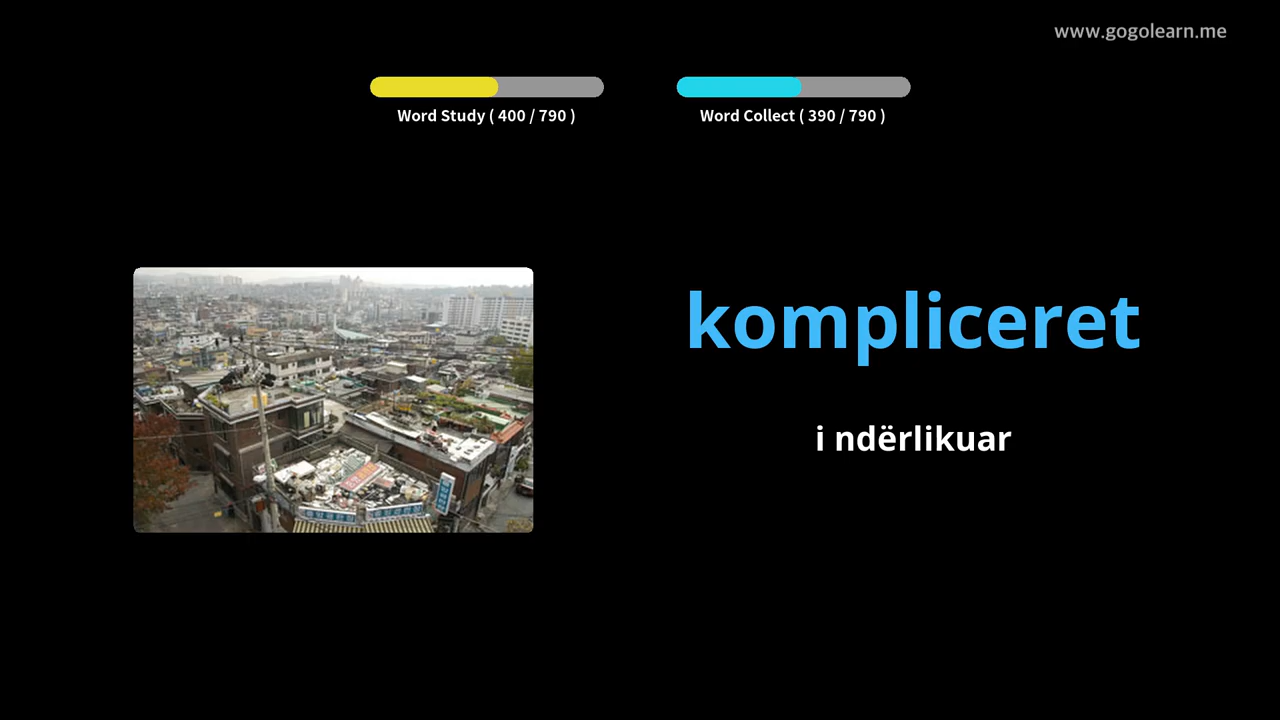 www.gogolearn.me
Word Study ( 400 / 790 )
Word Collect ( 390 / 790 )
kompliceret
i ndërlikuar